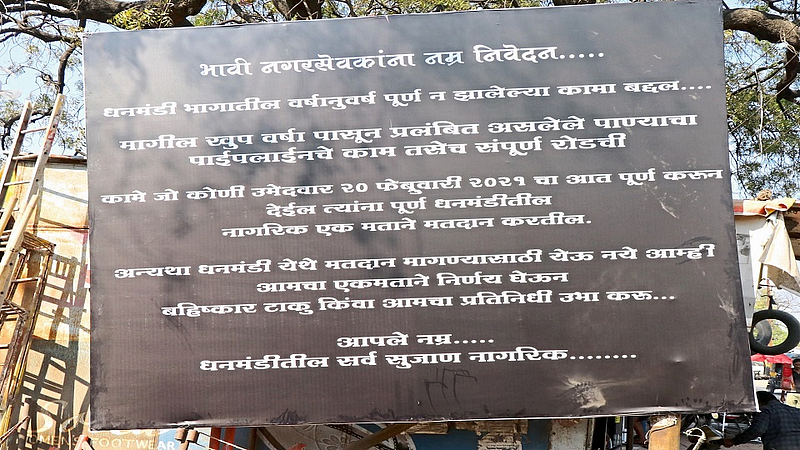 भावी नगरसेवकांना नम्र निवेदन.....
धनमंडी भागातील वर्षानुवर्ष पूर्ण न झालेल्या कामा बद्दल....
मागील खुप वर्षा पासून प्रलंबित असलेले पाण्याचा
पाईपलाईनचे काम तसेच संपूर्ण रोडची
कामे जो कोणी उमेदवार २० फेबुवारी २०२१ चा आत पूर्ण करून
देईल त्यांना पूर्ण धनमंडीतील
नागरिक एक मताने मतदान करतील.
अन्यथा धनमंडी येथे मतदान मागण्यासाठी येऊ नये आम्ही
आमचा एकमताने निर्णय घेऊन
बहिष्कार टाकु किंवा आमचा प्रतिनिधी उभा करू...
आपले नम्र.....
धनमंडीतील सर्व सुजाण नागरिक........
FOOTWEAR